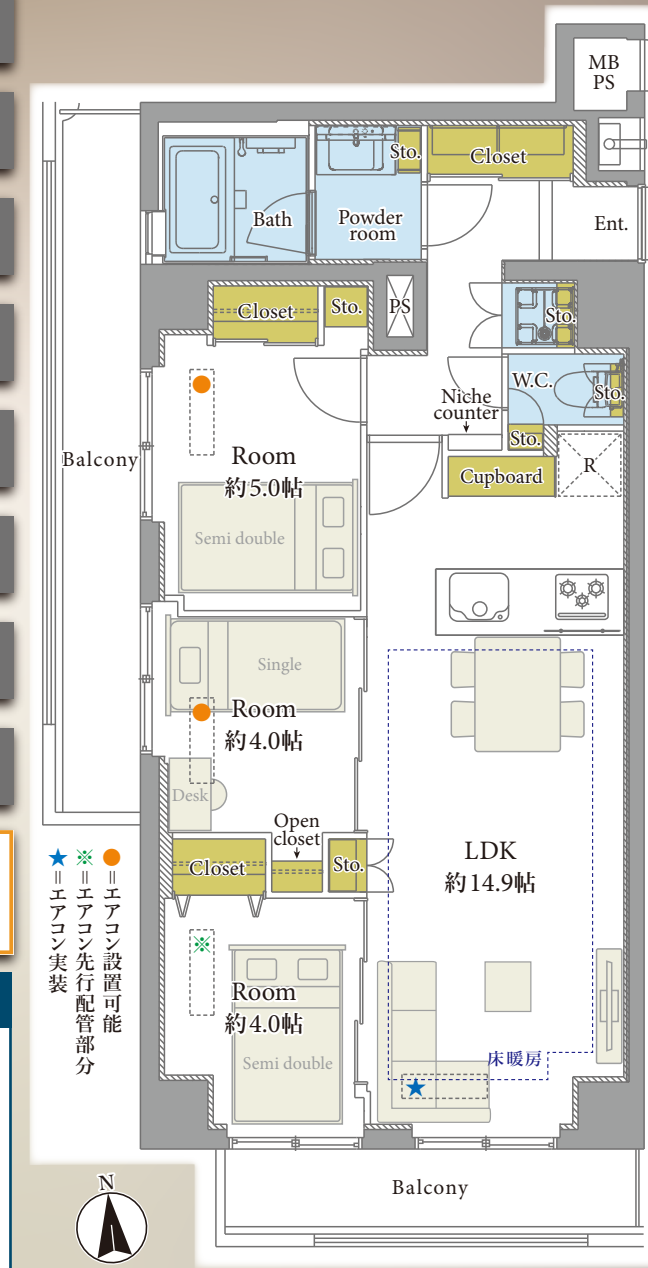 MB
PS
Sto.
Closet
Bath
Powder
room
Ent.
Closet
Sto.
PS
Sto.
W.C.
Sto.
Niche
counter
Sto.
Cupboard
R
Balcony
Room
約5.0帖
Semi double
Single
Room
約4.0帖
Desk
Open
closet
Closet
Sto.
LDK
約14.9帖
●=エアコン設置可能
※=エアコン先行配管部分
★=エアコン実装
※
Room
約4.0帖
Semi double
床暖房
★
Balcony
N